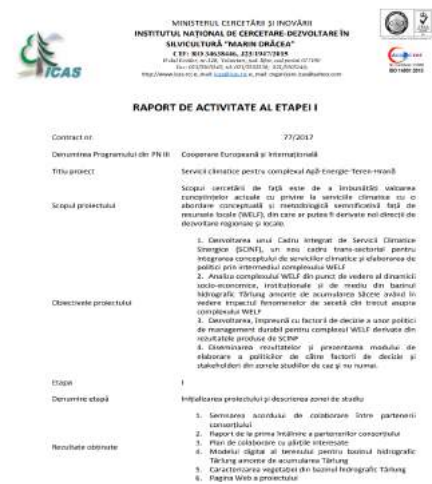 MINISTERUL CERCETĂRII ȘI INOVĂRII
INSTITUTUL NAȚIONAL DE CERCETARE-DEZVOLTARE ÎN
SILVICULTURĂ "MARIN DRĂCEA"
ICAS
RAPORT DE ACTIVITATE AL ETAPEI I
Contract nr. 77/2017
Denumirea Programului din PN III Cooperare Europeană și Internațională
Titlu proiect Servicii climatice pentru complexul Apă-Energie-Teren-Hrană
Scopul proiectului
Scopul cercetării de față este de a îmbunătăți valoarea
cunoștințelor actuale cu privire la serviciile climatice cu o
abordare conceptuală și metodologică semnificativă față de
resursele locale (WELF), din care ar putea fi derivate noi direcții de
dezvoltare regionale și locale.
Obiectivele proiectului
1. Dezvoltarea unui Cadru Integrat de Servicii Climatice
Sinergice (SCINF), un nou cadru trans-sectorial pentru
integrarea conceptului de serviciilor climatice și elaborarea de
politici prin intermediul complexului WELF
2. Analiza complexului WELF din punct de vedere al dinamicii
socio-economice, instituționale și de mediu din bazinul
hidrografic Târlung amonte de acumularea Săcele având în
vedere impactul fenomenelor de secetă din trecut asupra
complexului WELF
3. Dezvoltarea, împreună cu factorii de decizie a unor politici
de management durabil pentru complexul WELF derivate din
rezultatele produse de SCINF
4. Diseminarea rezultatelor și prezentarea modului de
elaborare a politicilor de către factorii de decizie și
stakeholderi din zonele studiilor de caz și nu numai.
Etapa I
Denumire etapă Inițializarea proiectului și descrierea zonei de studiu
Rezultate obținute
1. Semnarea acordului de colaborare între partenerii
consorțiului
2. Raport de la prima întâlnire a partenerilor consorțiului
3. Plan de colaborare cu părțile interesate
4. Modelul digital al terenului pentru bazinul hidrografic
Târlung amonte de acumularea Târlung
5. Caracterizarea vegetației din bazinul hidrografic Târlung
6. Pagina Web a proiectului